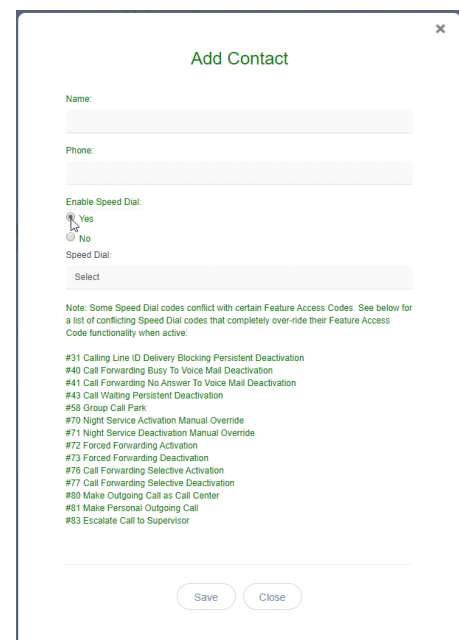 ×
Add Contact
Name:
Phone:
Enable Speed Dial:
Yes
No
Speed Dial:
Select
Note: Some Speed Dial codes conflict with certain Feature Access Codes. See below for
a list of conflicting Speed Dial codes that completely over-ride their Feature Access
Code functionality when active:
#31 Calling Line ID Delivery Blocking Persistent Deactivation
#40 Call Forwarding Busy To Voice Mail Deactivation
#41 Call Forwarding No Answer To Voice Mail Deactivation
#43 Call Waiting Persistent Deactivation
#58 Group Call Park
#70 Night Service Activation Manual Override
#71 Night Service Deactivation Manual Override
#72 Forced Forwarding Activation
#73 Forced Forwarding Deactivation
#76 Call Forwarding Selective Activation
#77 Call Forwarding Selective Deactivation
#80 Make Outgoing Call as Call Center
#81 Make Personal Outgoing Call
#83 Escalate Call to Supervisor
Save Close